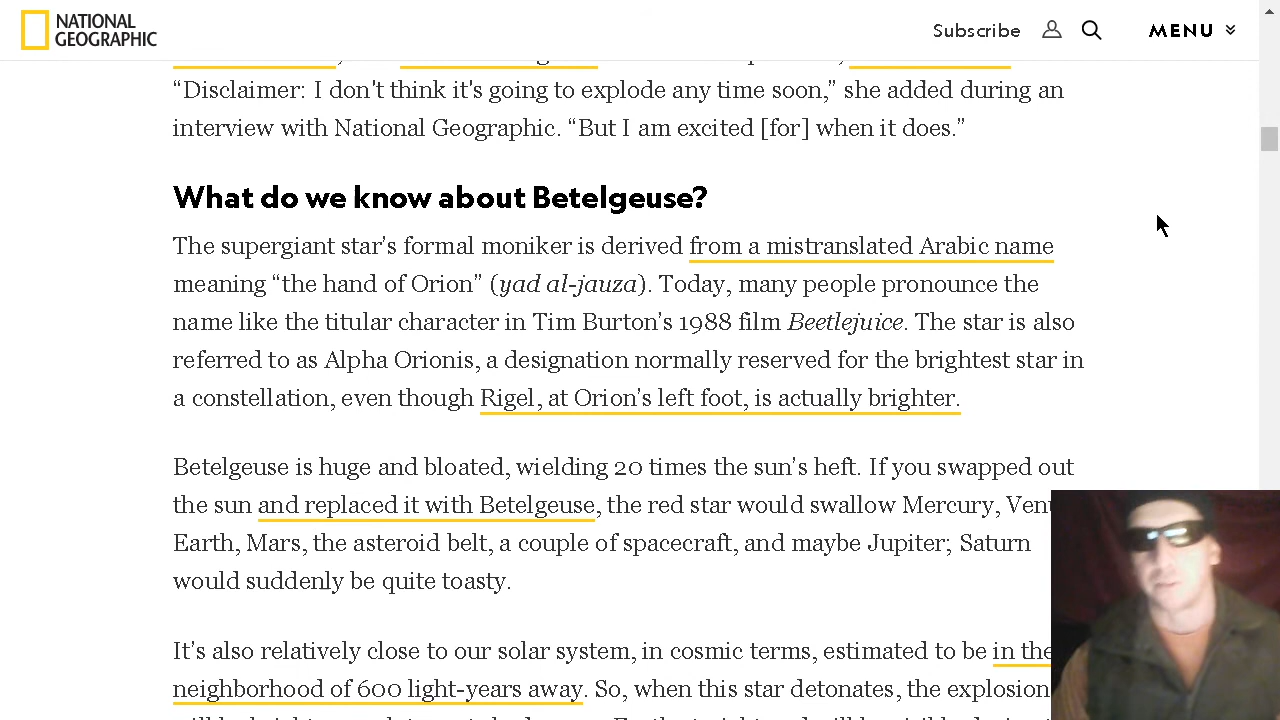 NATIONAL
GEOGRAPHIC
Subscribe
MENU
“Disclaimer: I don't think it's going to explode any time soon,” she added during an
interview with National Geographic. “But I am excited [for] when it does.”
What do we know about Betelgeuse?
The supergiant star's formal moniker is derived from a mistranslated Arabic name
meaning “the hand of Orion” (yad al-jauza). Today, many people pronounce the
name like the titular character in Tim Burton's 1988 film Beetlejuice. The star is also
referred to as Alpha Orionis, a designation normally reserved for the brightest star in
a constellation, even though Rigel, at Orion's left foot, is actually brighter.
Betelgeuse is huge and bloated, wielding 20 times the sun's heft. If you swapped out
the sun and replaced it with Betelgeuse, the red star would swallow Mercury, Ven
Earth, Mars, the asteroid belt, a couple of spacecraft, and maybe Jupiter; Saturn
would suddenly be quite toasty.
It's also relatively close to our solar system, in cosmic terms, estimated to be in the
neighborhood of 600 light-years away. So, when this star detonates, the explosion